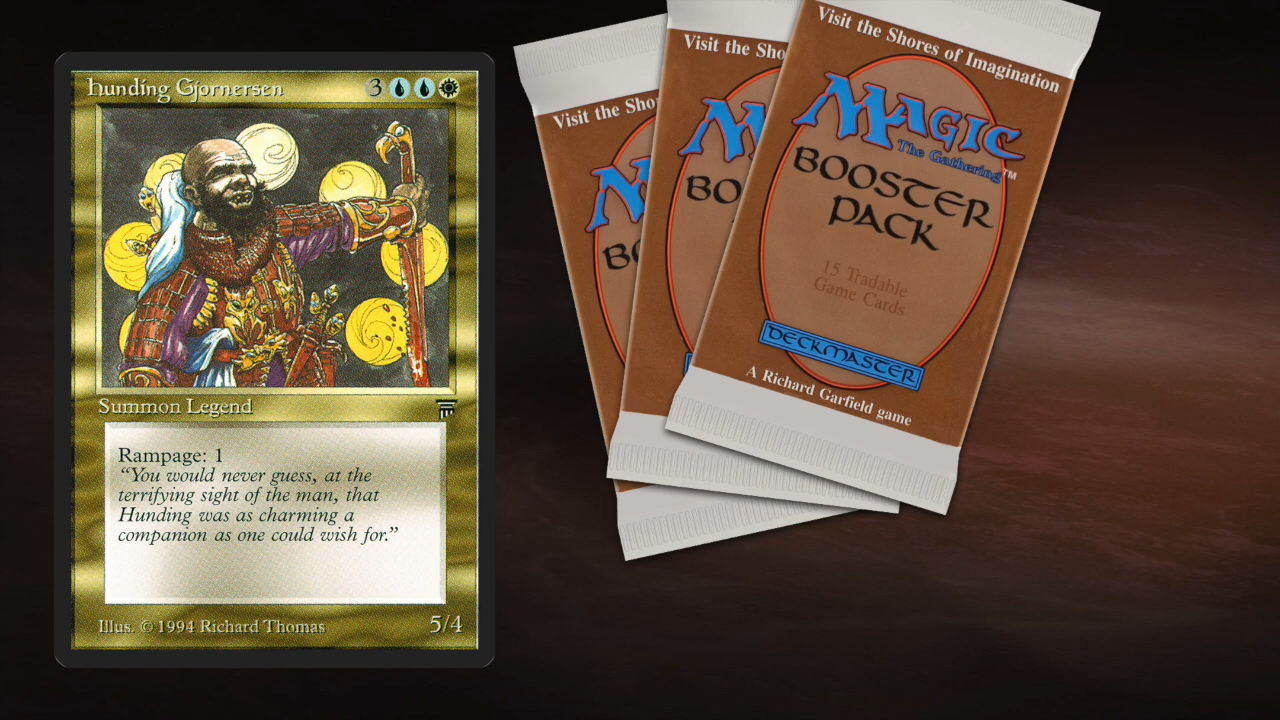 Hunding Gjornersen
3
Summon Legend
Rampage: 1
“You would never guess, at the
terrifying sight of the man, that
Hunding was as charming a
companion as one could wish for.”
Illus. © 1994 Richard Thomas
5/4
Visit the Sho
M
BO
Visit the Sho
M
BO
Visit the Shores of Imagination
MAGIC
The Gathering™
BOOSTER
PACK
15 Tradable
Game Cards
DECKMASTER
A Richard Garfield game